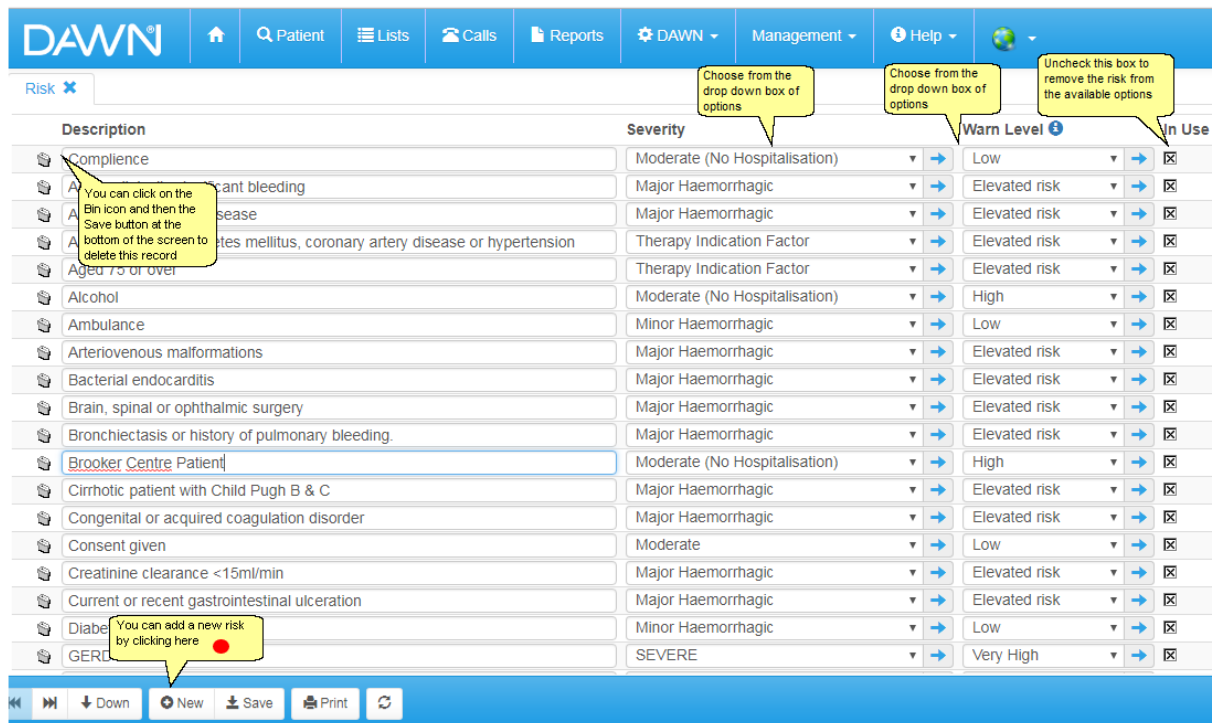 DAWN®
Patient Lists Calls Reports DAWN Management Help
Risk
Choose from the
drop down box of
options
Choose from the
drop down box of
options
Uncheck this box to
remove the risk from
the available options
Description Severity Warn Level In Use
Complience Moderate (No Hospitalisation) Low
icant bleeding Major Haemorrhagic Elevated risk
sease Major Haemorrhagic Elevated risk
etes mellitus, coronary artery disease or hypertension Therapy Indication Factor Elevated risk
Aged 75 or over Therapy Indication Factor Elevated risk
You can click on the
Bin icon and then the
Save button at the
bottom of the screen to
delete this record
Alcohol Moderate (No Hospitalisation) High
Ambulance Minor Haemorrhagic Low
Arteriovenous malformations Major Haemorrhagic Elevated risk
Bacterial endocarditis Major Haemorrhagic Elevated risk
Brain, spinal or ophthalmic surgery Major Haemorrhagic Elevated risk
Bronchiectasis or history of pulmonary bleeding. Major Haemorrhagic Elevated risk
Brooker Centre Patient Moderate (No Hospitalisation) High
Cirrhotic patient with Child Pugh B & C Major Haemorrhagic Elevated risk
Congenital or acquired coagulation disorder Major Haemorrhagic Elevated risk
Consent given Moderate Low
Creatinine clearance <15ml/min Major Haemorrhagic Elevated risk
Current or recent gastrointestinal ulceration Major Haemorrhagic Elevated risk
Diabe Minor Haemorrhagic Low
GERD SEVERE Very High
You can add a new risk
by clicking here
Down New Save Print